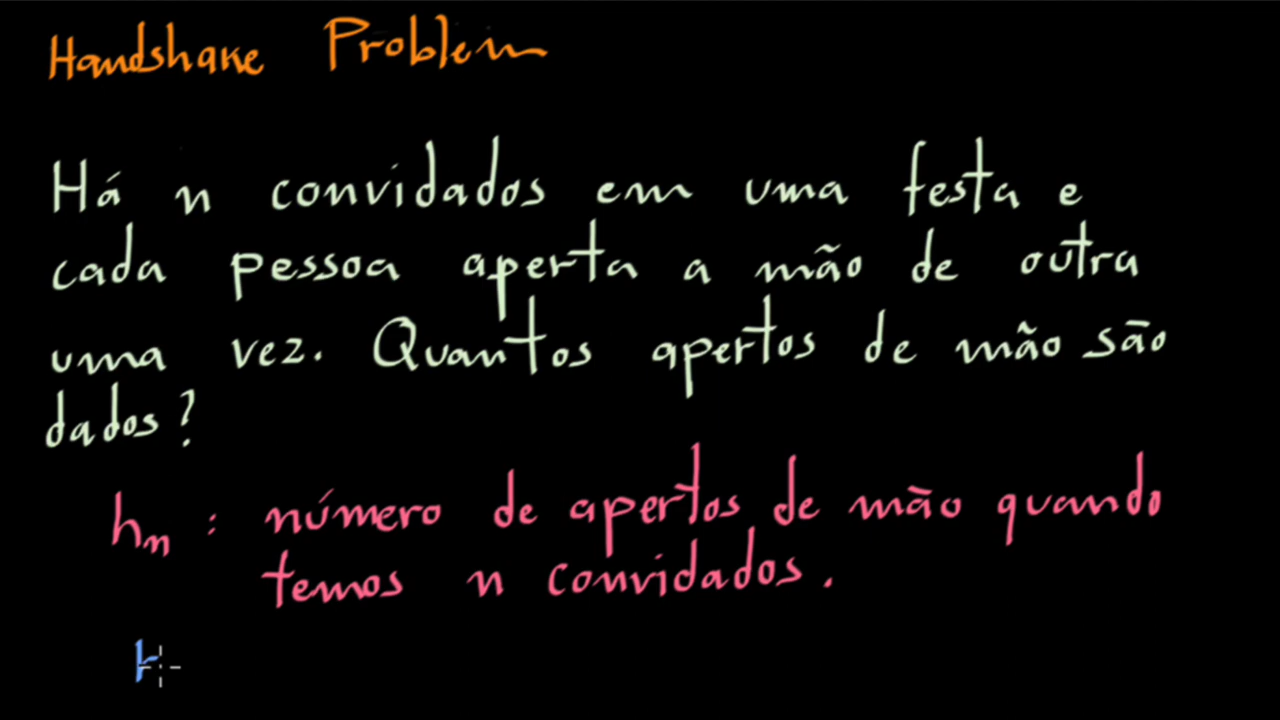 Handshake Problem
Há n convidados em uma festa e
cada pessoa aperta a mão de outra
uma vez. Quantos apertos de mão são
dados?
hn : número de apertos de mão quando
temos n convidados.